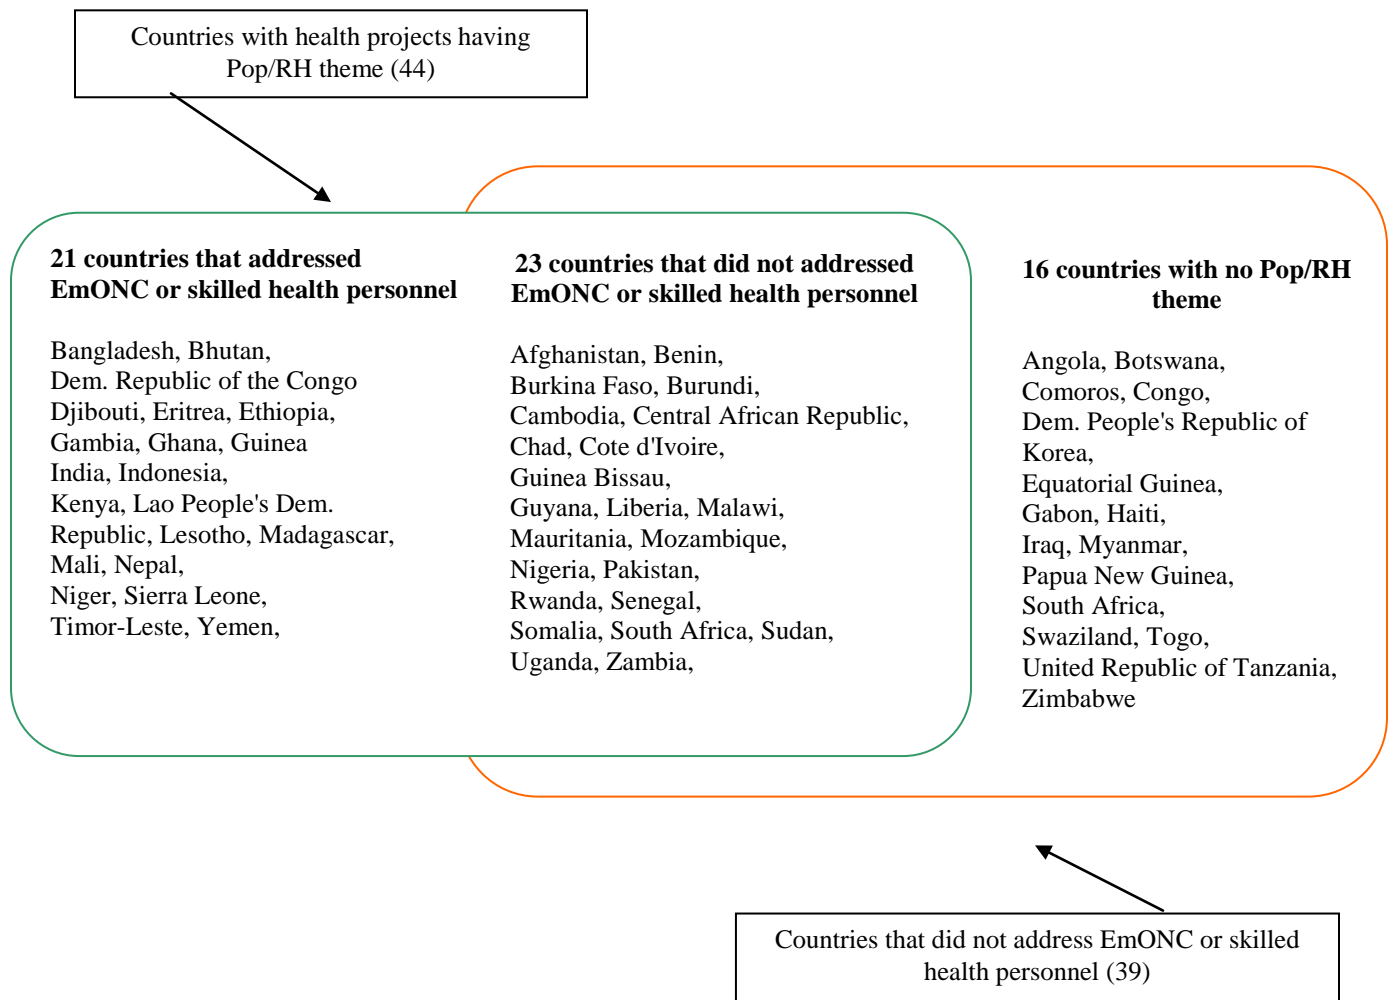 Countries with health projects having
Pop/RH theme (44)
21 countries that addressed
EmONC or skilled health personnel
Bangladesh, Bhutan,
Dem. Republic of the Congo
Djibouti, Eritrea, Ethiopia,
Gambia, Ghana, Guinea
India, Indonesia,
Kenya, Lao People's Dem.
Republic, Lesotho, Madagascar,
Mali, Nepal,
Niger, Sierra Leone,
Timor-Leste, Yemen,
23 countries that did not addressed
EmONC or skilled health personnel
Afghanistan, Benin,
Burkina Faso, Burundi,
Cambodia, Central African Republic,
Chad, Cote d'Ivoire,
Guinea Bissau,
Guyana, Liberia, Malawi,
Mauritania, Mozambique,
Nigeria, Pakistan,
Rwanda, Senegal,
Somalia, South Africa, Sudan,
Uganda, Zambia,
16 countries with no Pop/RH
theme
Angola, Botswana,
Comoros, Congo,
Dem. People's Republic of
Korea,
Equatorial Guinea,
Gabon, Haiti,
Iraq, Myanmar,
Papua New Guinea,
South Africa,
Swaziland, Togo,
United Republic of Tanzania,
Zimbabwe
Countries that did not address EmONC or skilled
health personnel (39)